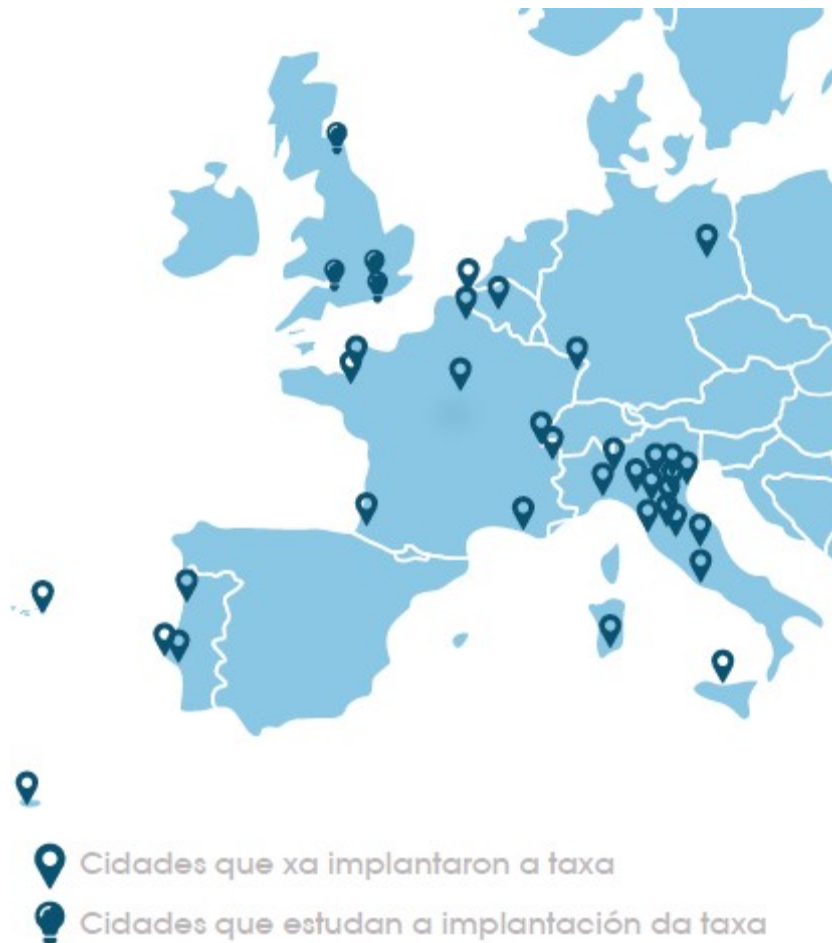 Cidades que xa implantaron a taxa
Cidades que estudan a implantación da taxa